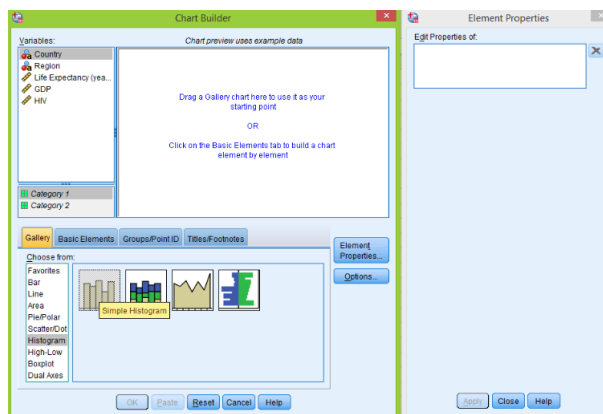 Chart Builder
Variables:
Chart preview uses example data
Country
Region
Life Expectancy (yea...
GDP
HIV
Drag a Gallery chart here to use it as your
starting point
OR
Click on the Basic Elements tab to build a chart
element by element
Category 1
Category 2
Gallery
Basic Elements
Groups/Point ID
Titles/Footnotes
Choose from:
Favorites
Bar
Line
Area
Pie/Polar
Scatter/Dot
Histogram
High-Low
Boxplot
Dual Axes
Simple Histogram
Element
Properties...
Options...
OK
Paste
Reset
Cancel
Help
Element Properties
Edit Properties of:
Apply
Close
Help